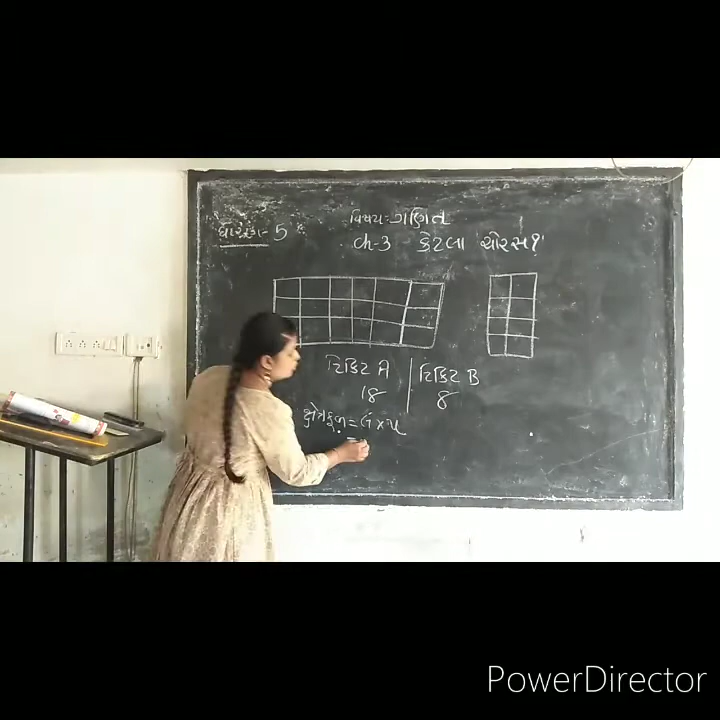 વિષય:- ગણિત
ધોરણ:- 5
Ch-3 કેટલા ચોરસ?
ટિકિટ A
ટિકિટ B
18
8
ક્ષેત્રફળ = લં × પ
=
PowerDirector